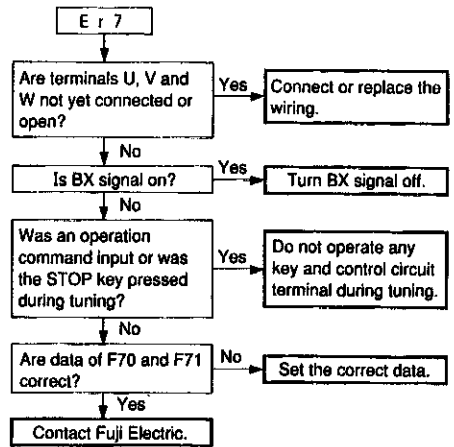 E r 7
Are terminals U, V and
W not yet connected or
open?
Yes
Connect or replace the
wiring.
No
Is BX signal on?
Yes
Turn BX signal off.
No
Was an operation
command input or was
the STOP key pressed
during tuning?
Yes
Do not operate any
key and control circuit
terminal during tuning.
No
Are data of F70 and F71
correct?
No
Set the correct data.
Yes
Contact Fuji Electric.